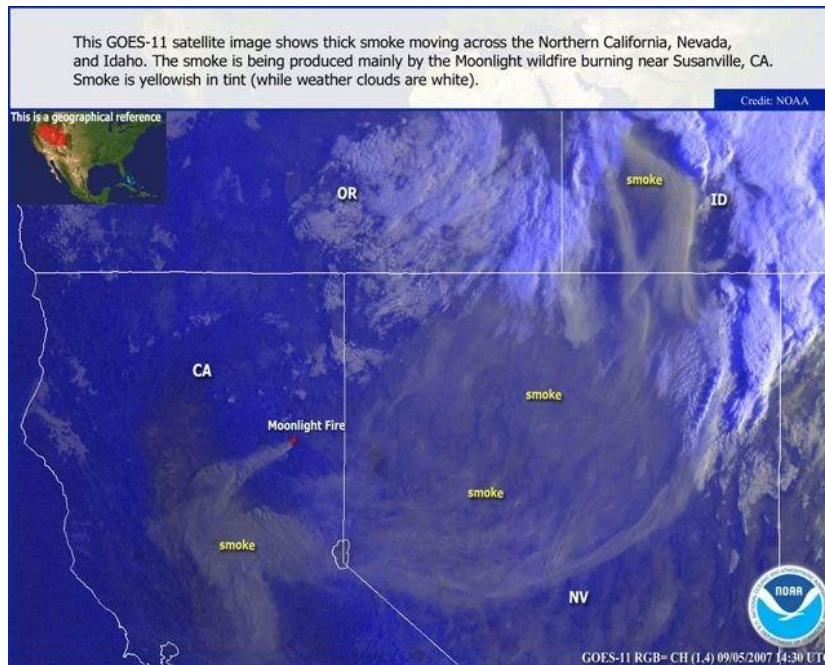 This GOES-11 satellite image shows thick smoke moving across the Northern California, Nevada,
and Idaho. The smoke is being produced mainly by the Moonlight wildfire burning near Susanville, CA.
Smoke is yellowish in tint (while weather clouds are white).
Credit: NOAA
This is a geographical reference
smoke
OR
ID
CA
smoke
Moonlight Fire
smoke
smoke
NOAA
NV
GOES-11 RGB= CH (1,4) 09/05/2007 14:30 UTC